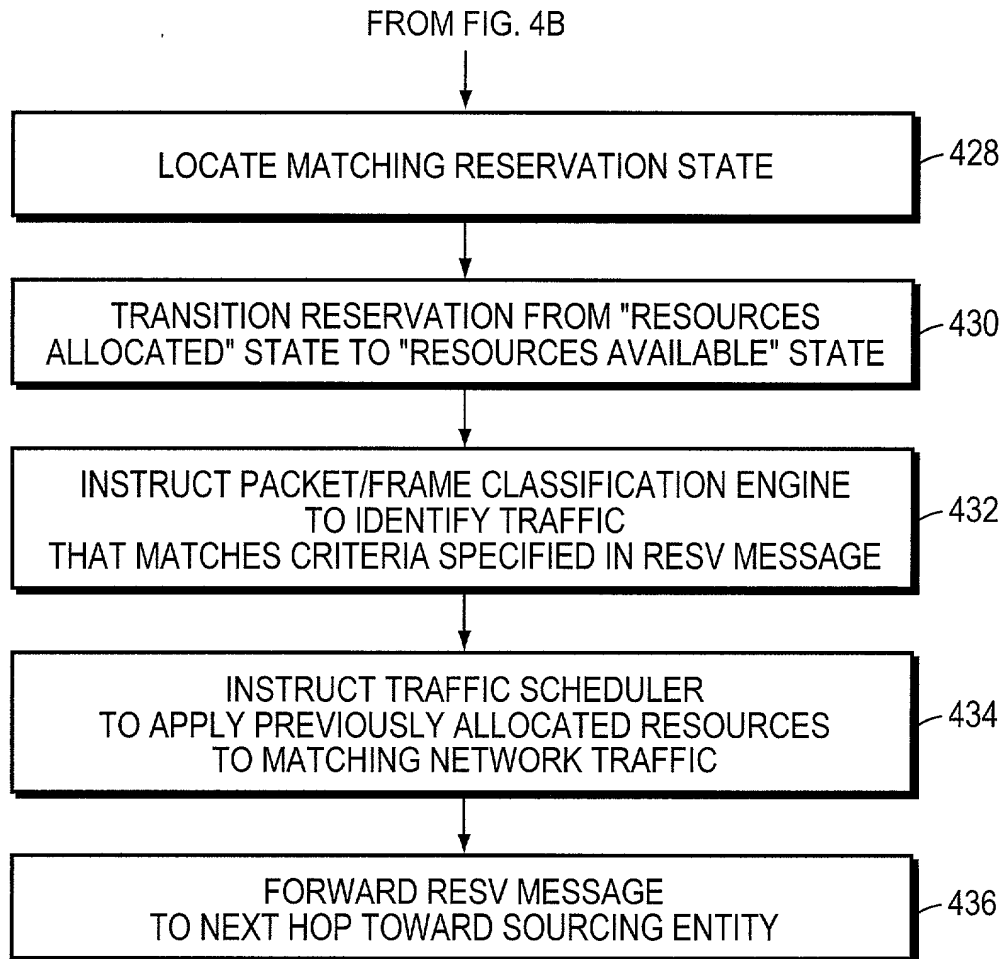 FROM FIG. 4B
LOCATE MATCHING RESERVATION STATE
428
TRANSITION RESERVATION FROM "RESOURCES
ALLOCATED" STATE TO "RESOURCES AVAILABLE" STATE
430
INSTRUCT PACKET/FRAME CLASSIFICATION ENGINE
TO IDENTIFY TRAFFIC
THAT MATCHES CRITERIA SPECIFIED IN RESV MESSAGE
432
INSTRUCT TRAFFIC SCHEDULER
TO APPLY PREVIOUSLY ALLOCATED RESOURCES
TO MATCHING NETWORK TRAFFIC
434
FORWARD RESV MESSAGE
TO NEXT HOP TOWARD SOURCING ENTITY
436